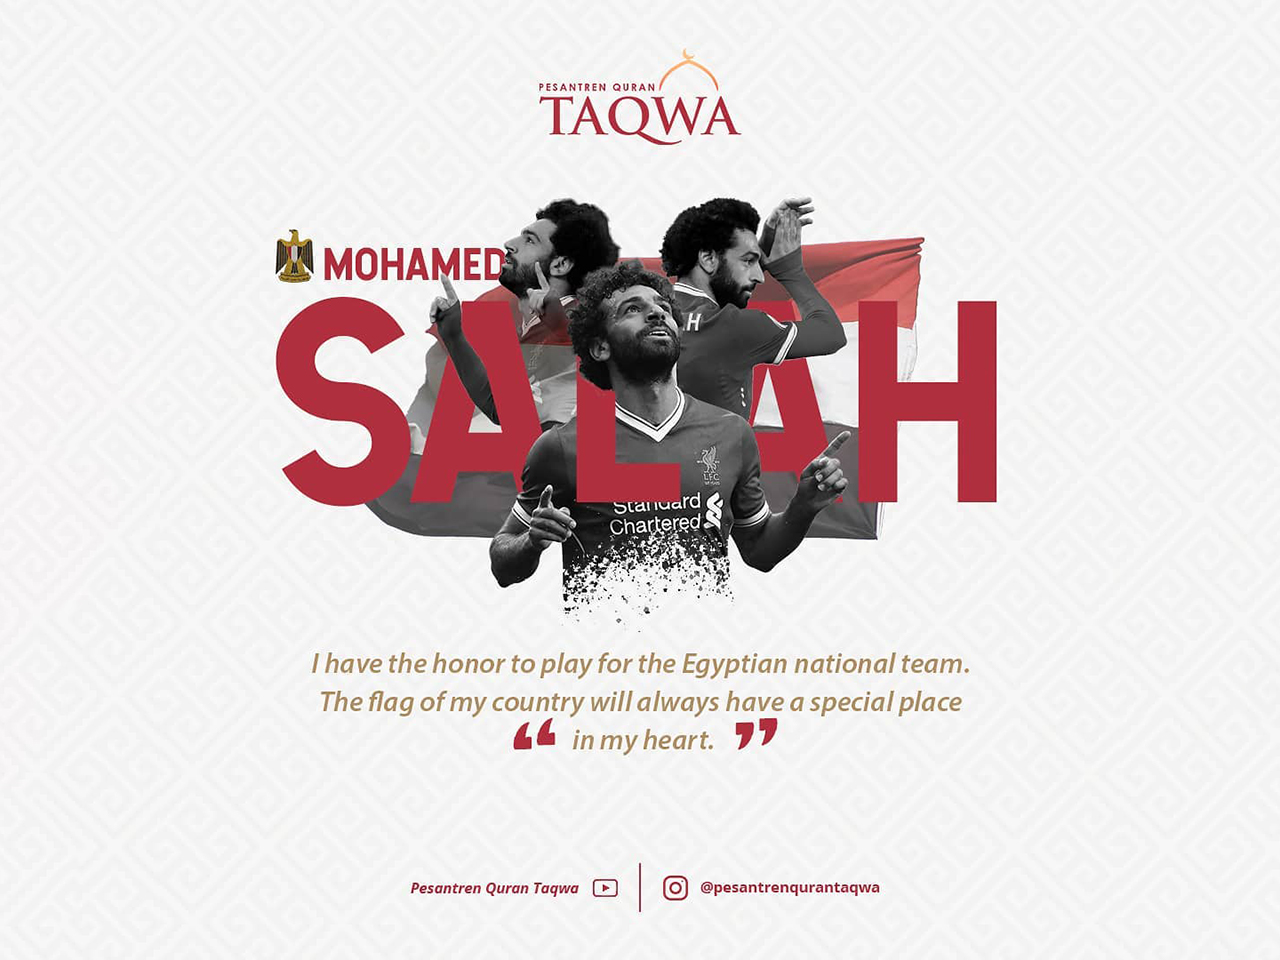 PESANTREN QURAN
TAQWA
MOHAMED
SALAH
H
L.F.C.
Standard
Chartered
I have the honor to play for the Egyptian national team.
The flag of my country will always have a special place
“ in my heart. ”
Pesantren Quran Taqwa
@pesantrenqurantaqwa